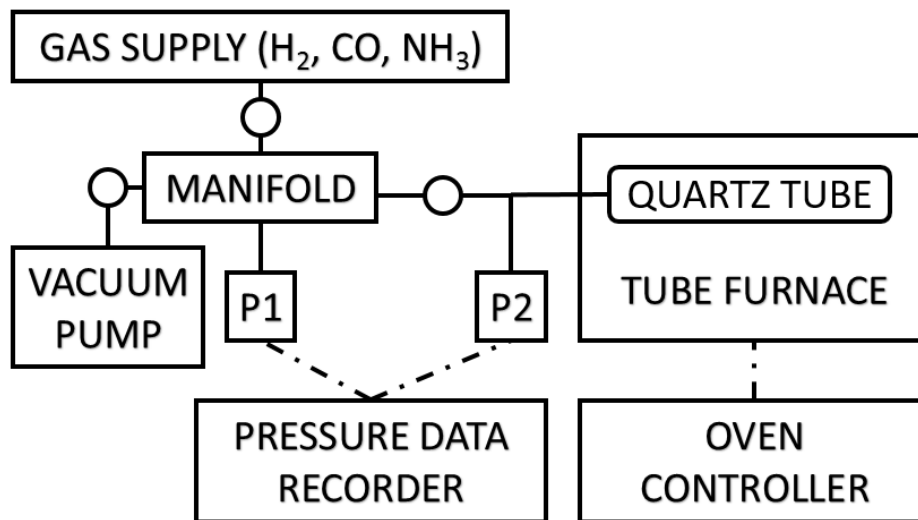 GAS SUPPLY (H₂, CO, NH₃)
MANIFOLD
QUARTZ TUBE
VACUUM
PUMP
P1
P2
TUBE FURNACE
PRESSURE DATA
RECORDER
OVEN
CONTROLLER